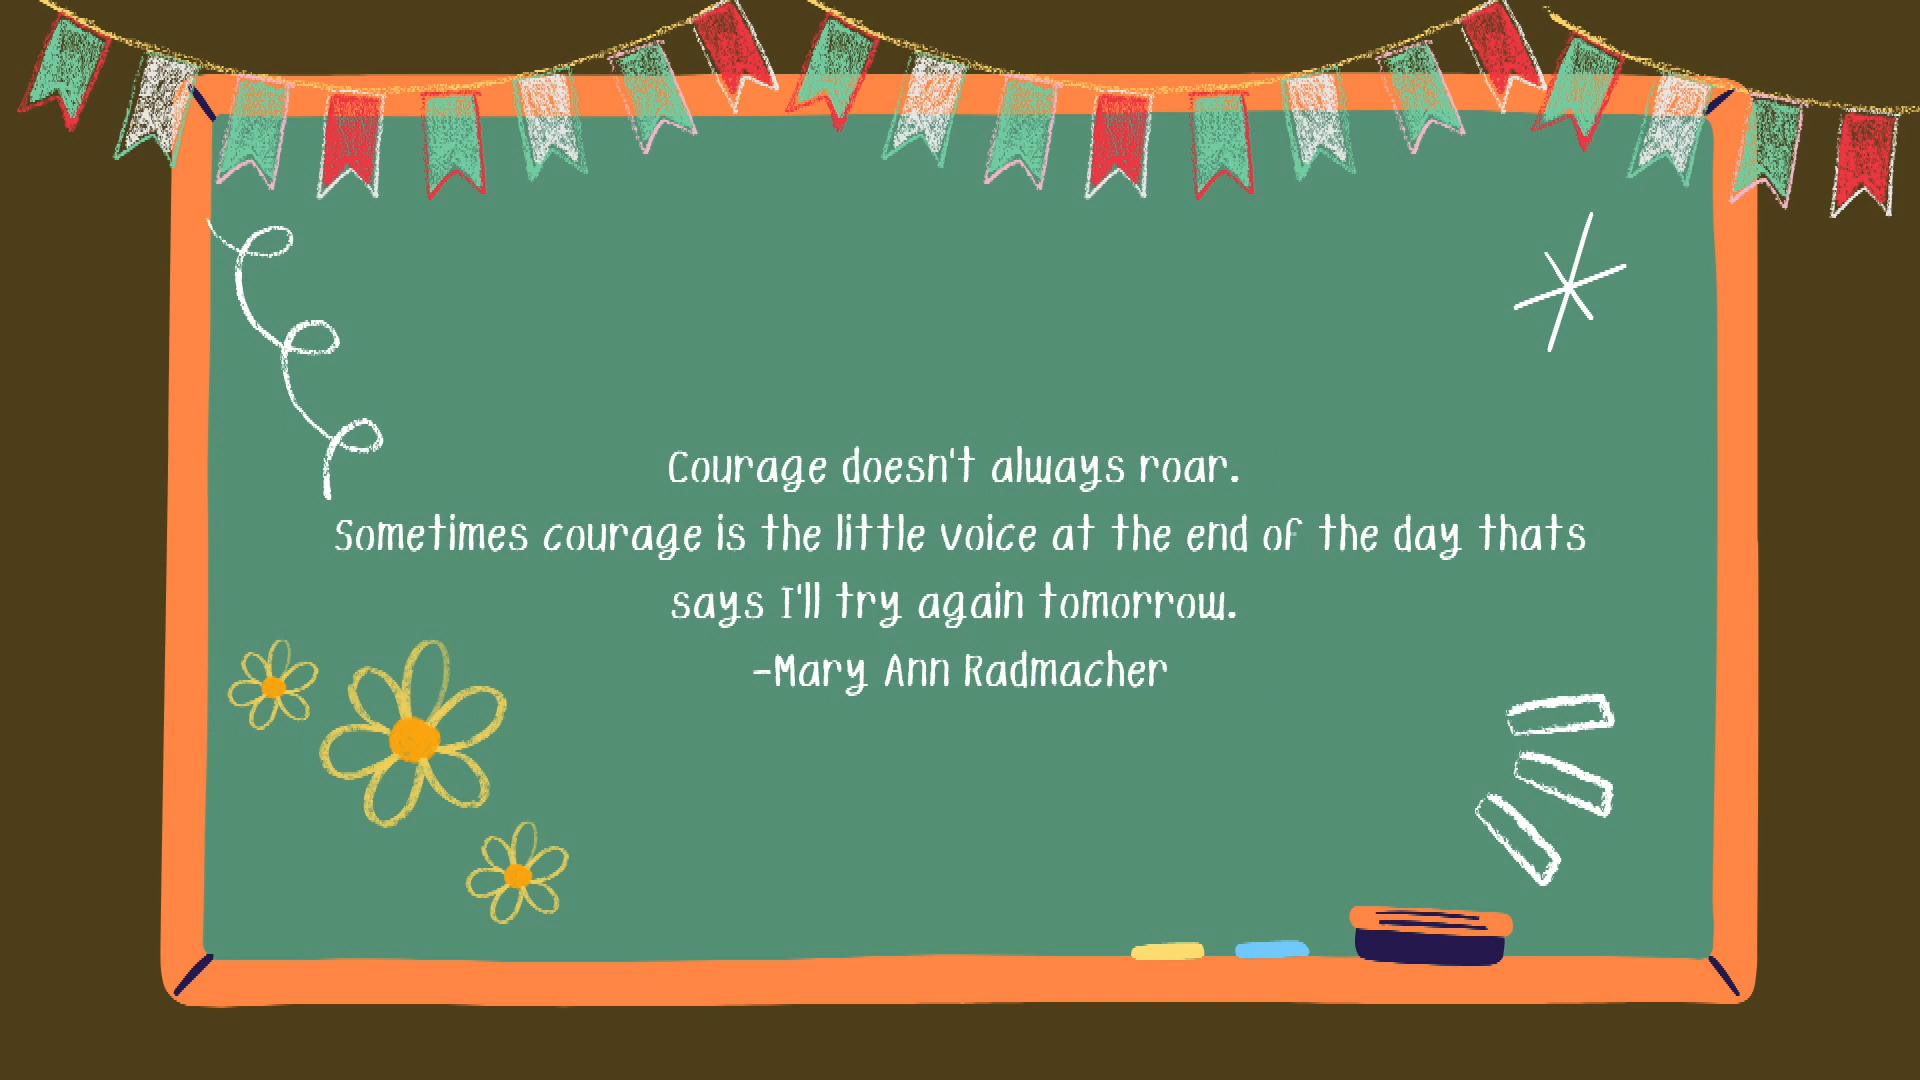 Courage doesn't always roar.
Sometimes courage is the little voice at the end of the day thats
says I'll try again tomorrow.
-Mary Ann Radmacher